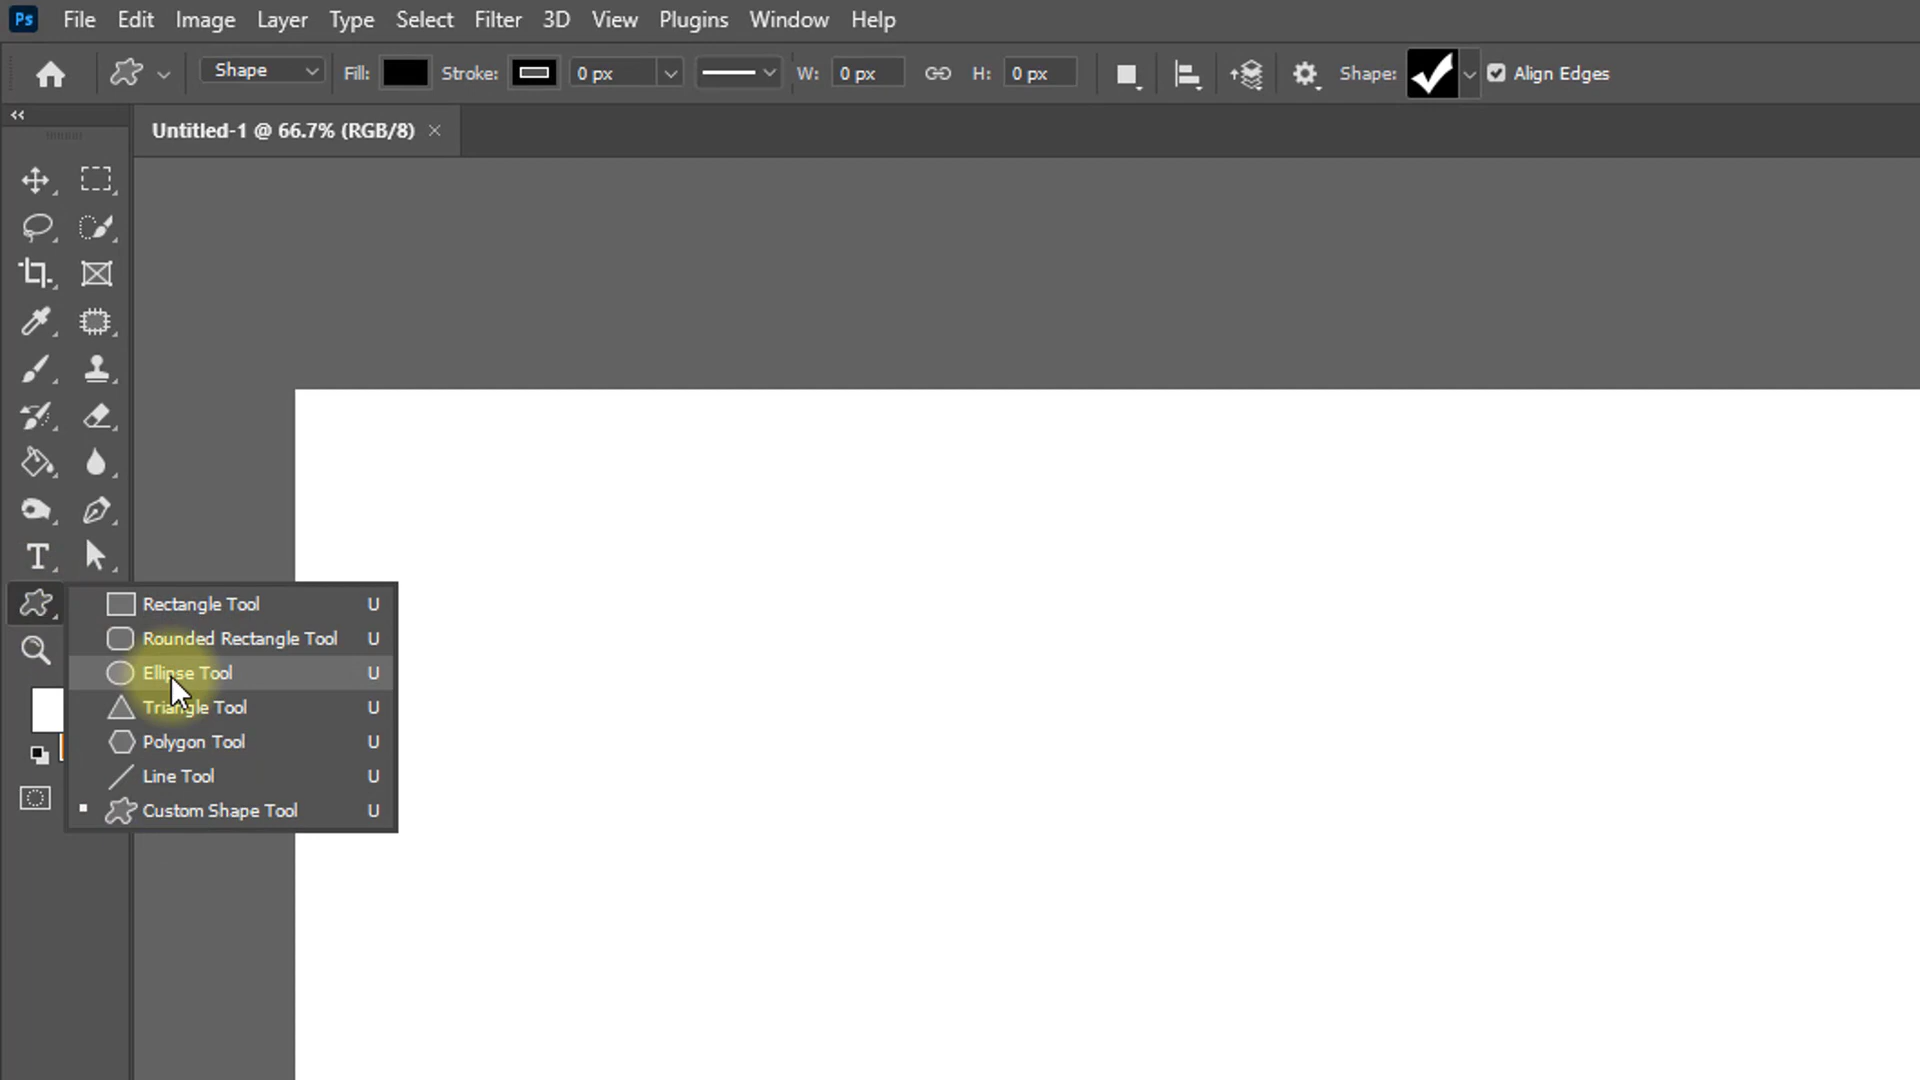 Ps File Edit Image Layer Type Select Filter 3D View Plugins Window Help
Shape Fill: Stroke: 0 px W: 0 px H: 0 px Shape: Align Edges
Untitled-1 @ 66.7% (RGB/8)
Rectangle Tool U
Rounded Rectangle Tool U
Ellipse Tool U
Triangle Tool U
Polygon Tool U
Line Tool U
Custom Shape Tool U